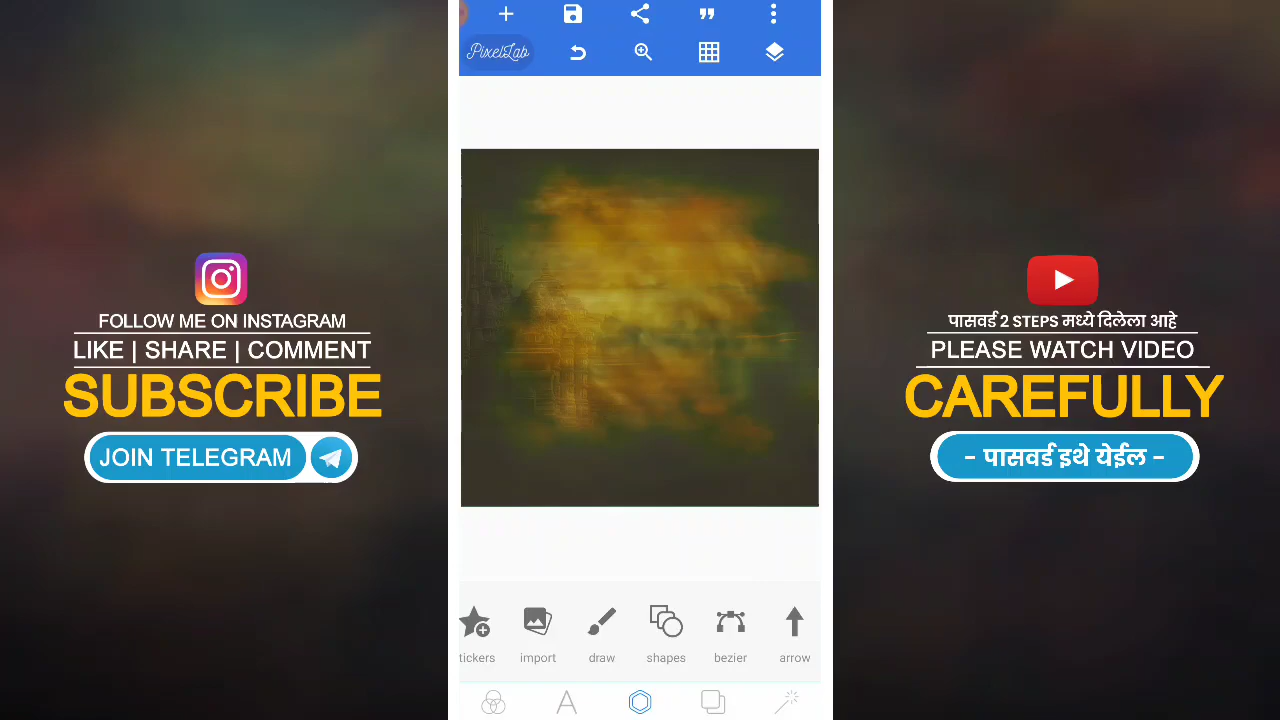 PixelLab
FOLLOW ME ON INSTAGRAM
LIKE | SHARE | COMMENT
SUBSCRIBE
JOIN TELEGRAM
पासवर्ड 2 STEPS मध्ये दिलेला आहे
PLEASE WATCH VIDEO
CAREFULLY
- पासवर्ड इथे येईल -
tickers
import
draw
shapes
bezier
arrow